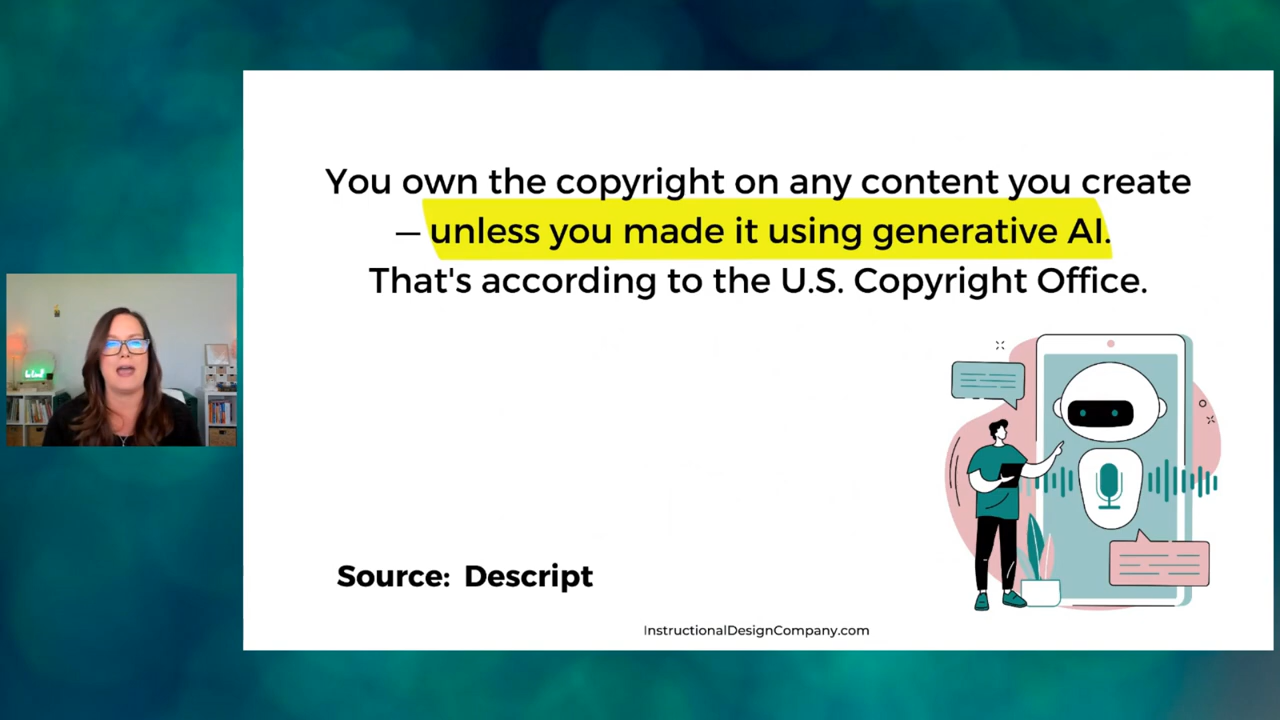 You own the copyright on any content you create
— unless you made it using generative AI.
That's according to the U.S. Copyright Office.
Source: Descript
InstructionalDesignCompany.com